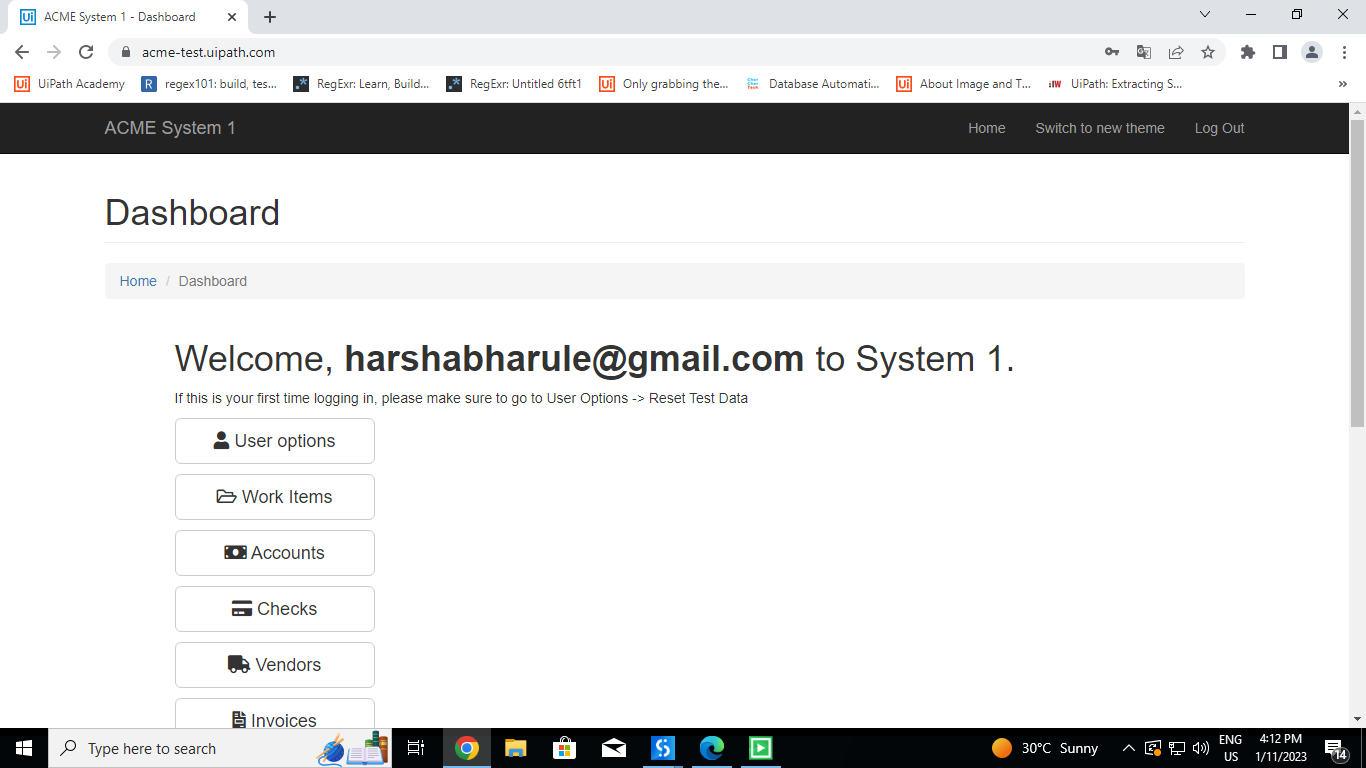 ACME System 1 - Dashboard
acme-test.uipath.com
UiPath Academy
regex101: build, tes...
RegExr: Learn, Build...
RegExr: Untitled 6tft1
Only grabbing the...
Database Automati...
About Image and T...
UiPath: Extracting S...
»
ACME System 1
Home
Switch to new theme
Log Out
Dashboard
Home / Dashboard
Welcome, harshabharule@gmail.com to System 1.
If this is your first time logging in, please make sure to go to User Options -> Reset Test Data
User options
Work Items
Accounts
Checks
Vendors
Invoices
Type here to search
30°C Sunny
ENG
US
4:12 PM
1/11/2023
14